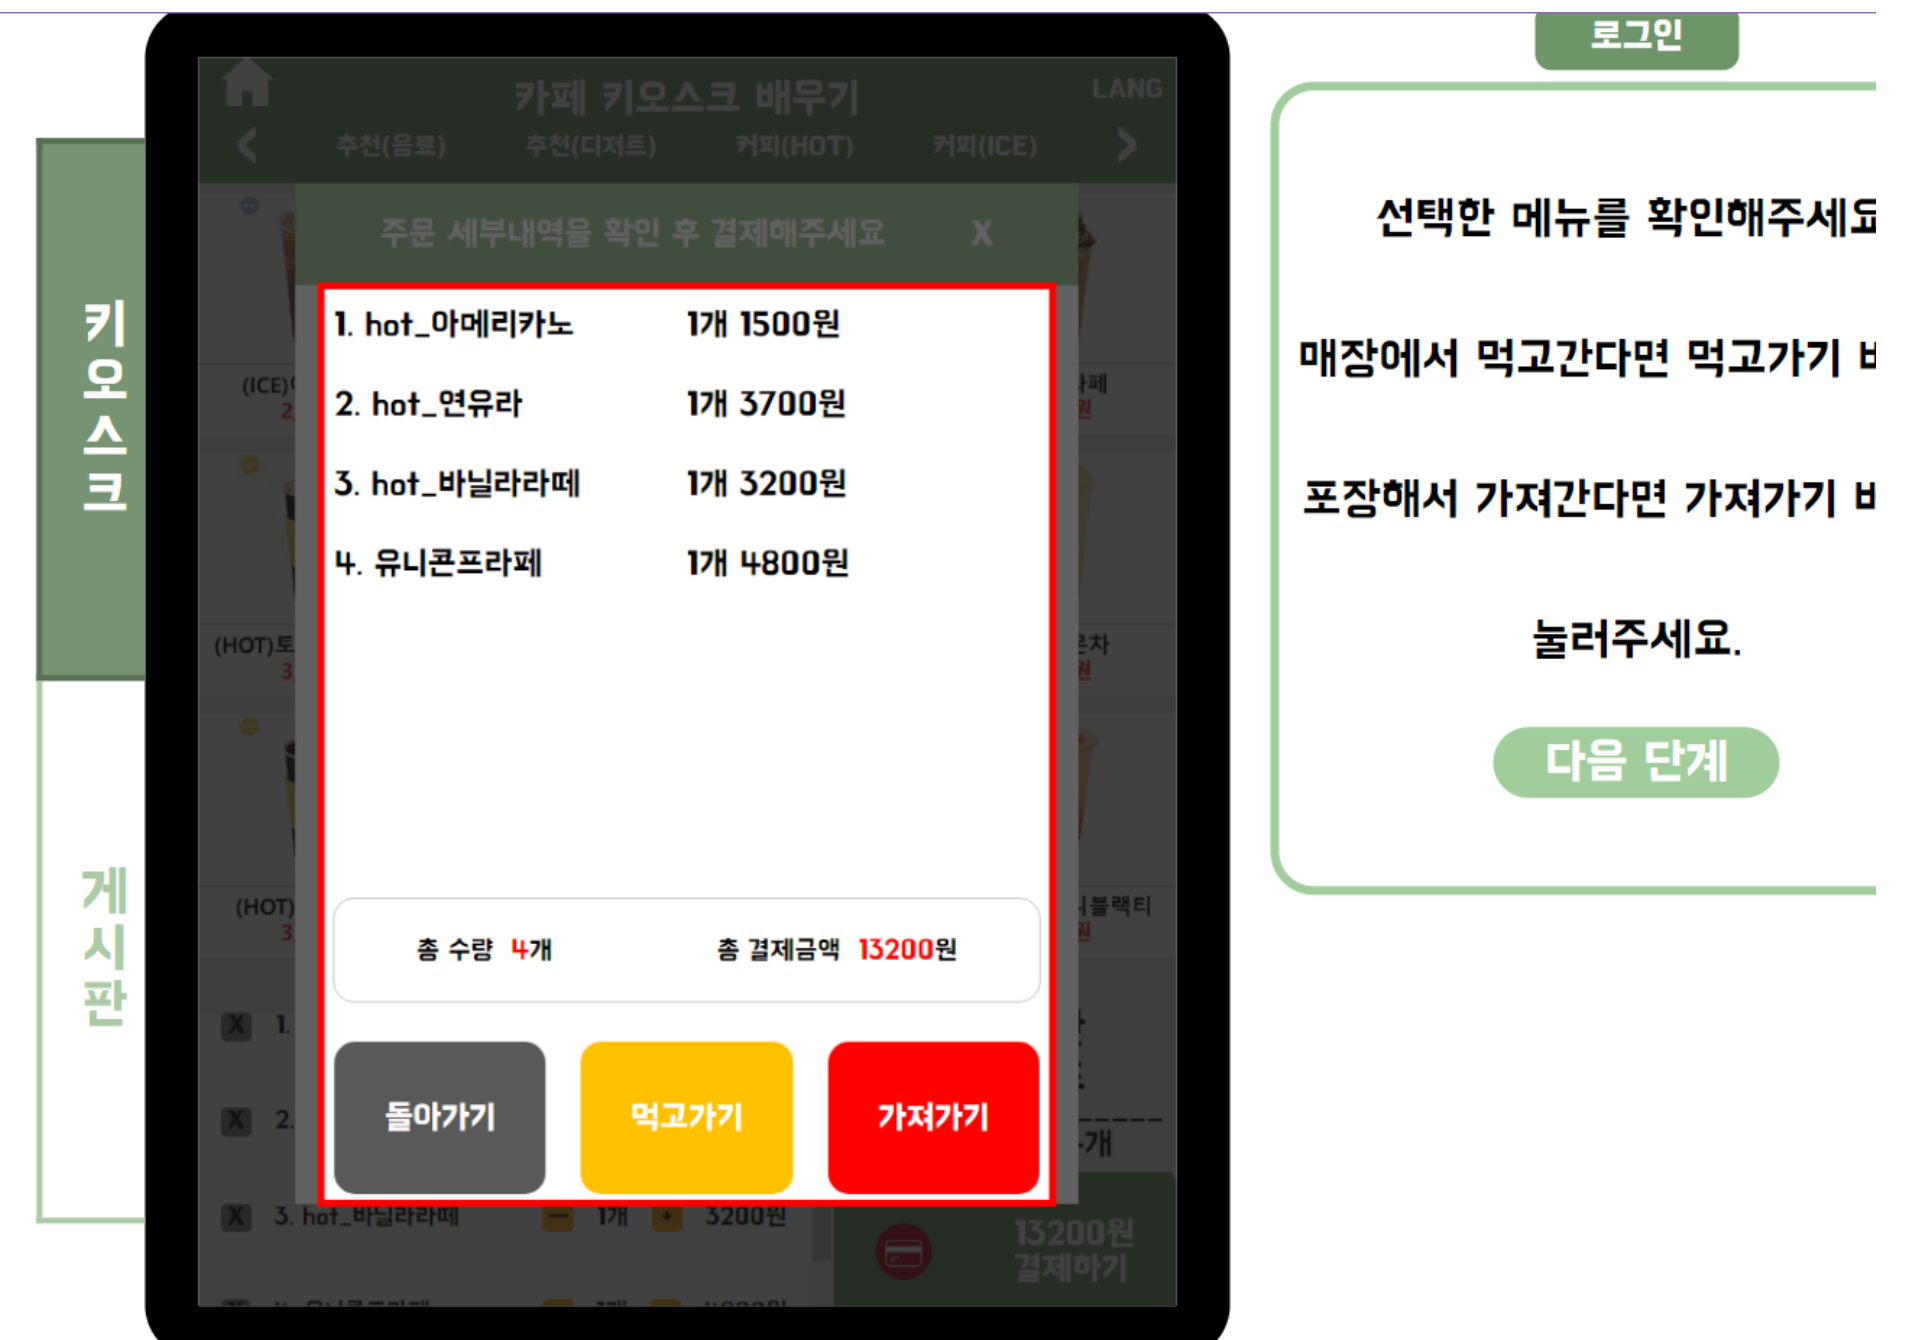 로그인
카페 키오스크 배우기
LANG
추천(음료) 추천(디저트) 커피(HOT) 커피(ICE)
주문 세부내역을 확인 후 결제해주세요 X
1. hot_아메리카노 1개 1500원
2. hot_연유라 1개 3700원
3. hot_바닐라라떼 1개 3200원
4. 유니콘프라페 1개 4800원
총 수량 4개 총 결제금액 13200원
돌아가기 먹고가기 가져가기
(ICE)
(HOT)토
(HOT)
블랙티
X 1.
X 2.
X 3. hot_바닐라라떼 1개 + 3200원
13200원
결제하기
키오스크
게시판
선택한 메뉴를 확인해주세요
매장에서 먹고간다면 먹고가기
포장해서 가져간다면 가져가기
눌러주세요.
다음 단계